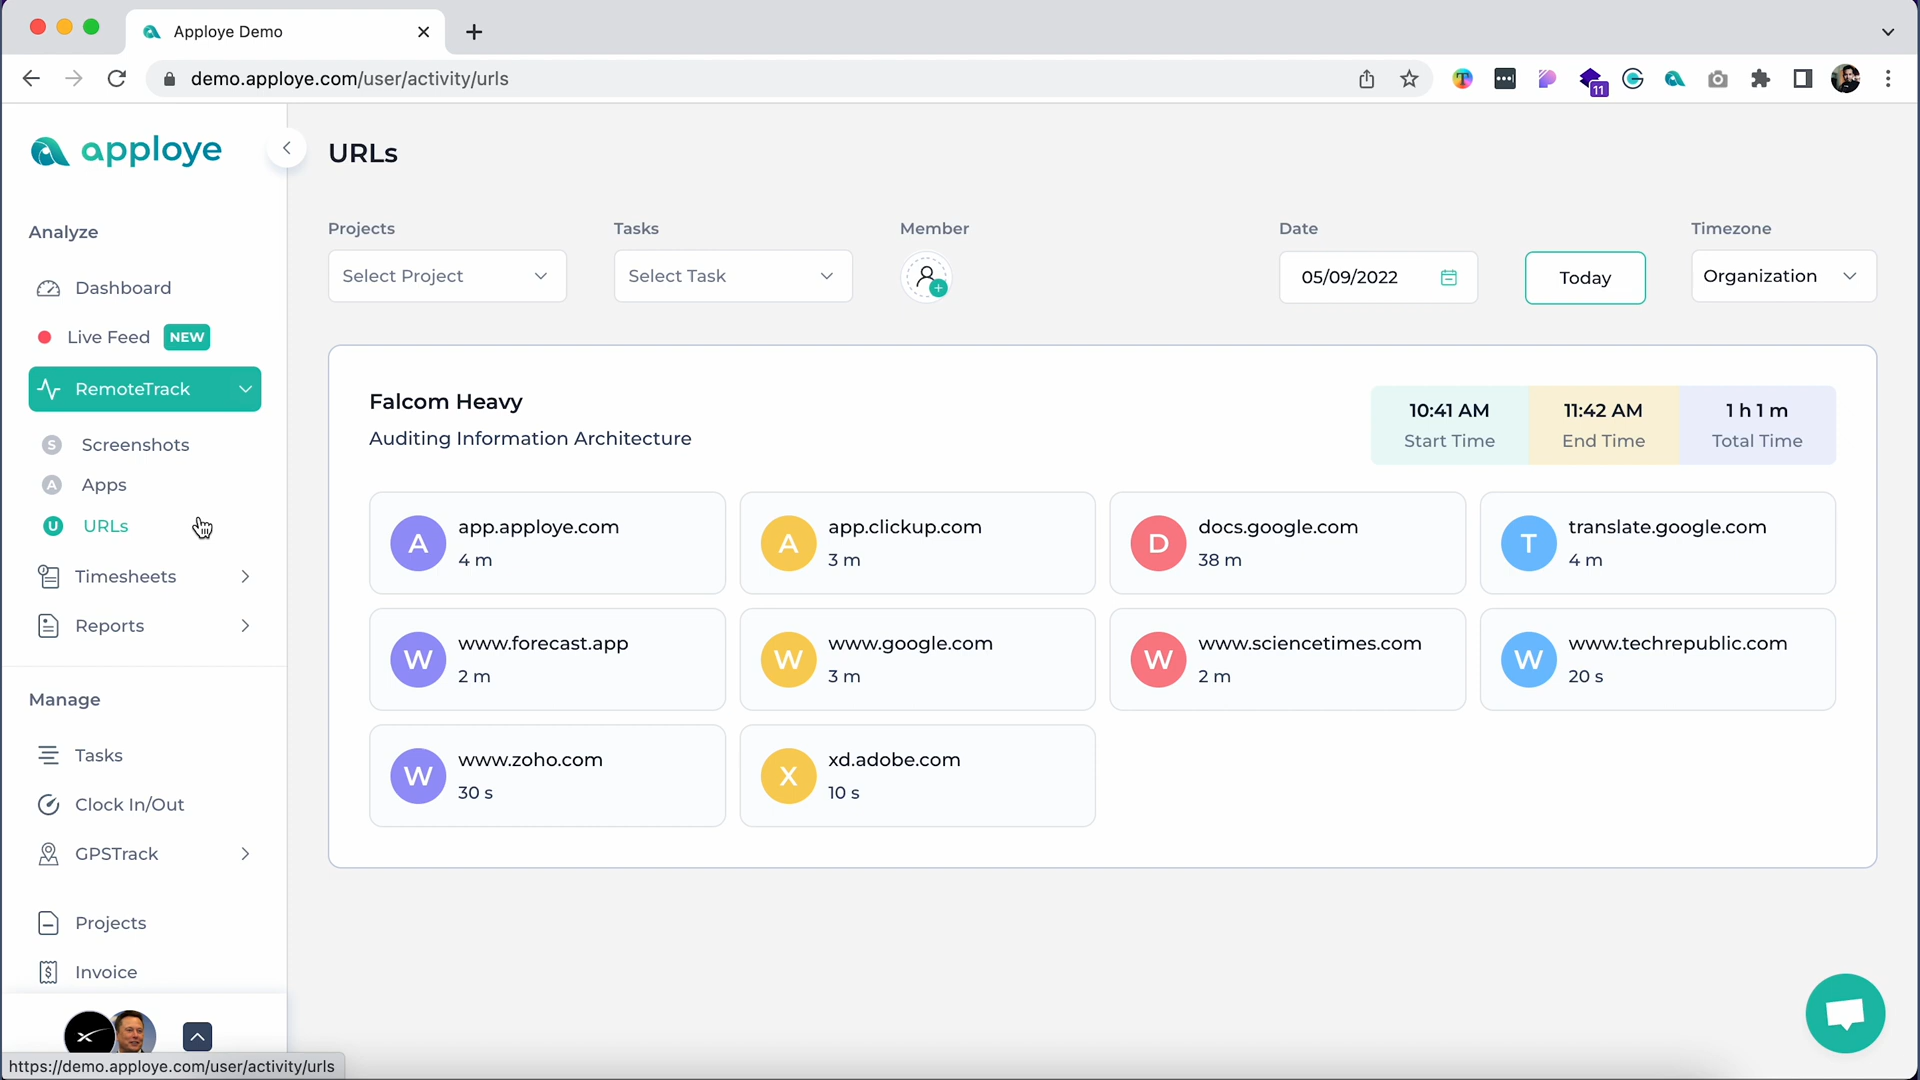 Apploye Demo
demo.apploye.com/user/activity/urls
11
apploye
URLs
Analyze
Projects
Tasks
Member
Date
Timezone
Select Project
Select Task
05/09/2022
Today
Organization
Dashboard
Live Feed NEW
RemoteTrack
Screenshots
Apps
URLs
Timesheets
Reports
Manage
Tasks
Clock In/Out
GPSTrack
Projects
Invoice
Falcom Heavy
Auditing Information Architecture
10:41 AM
Start Time
11:42 AM
End Time
1 h 1 m
Total Time
A
app.apploye.com
4 m
A
app.clickup.com
3 m
D
docs.google.com
38 m
T
translate.google.com
4 m
W
www.forecast.app
2 m
W
www.google.com
3 m
W
www.sciencetimes.com
2 m
W
www.techrepublic.com
20 s
W
www.zoho.com
30 s
X
xd.adobe.com
10 s
https://demo.apploye.com/user/activity/urls